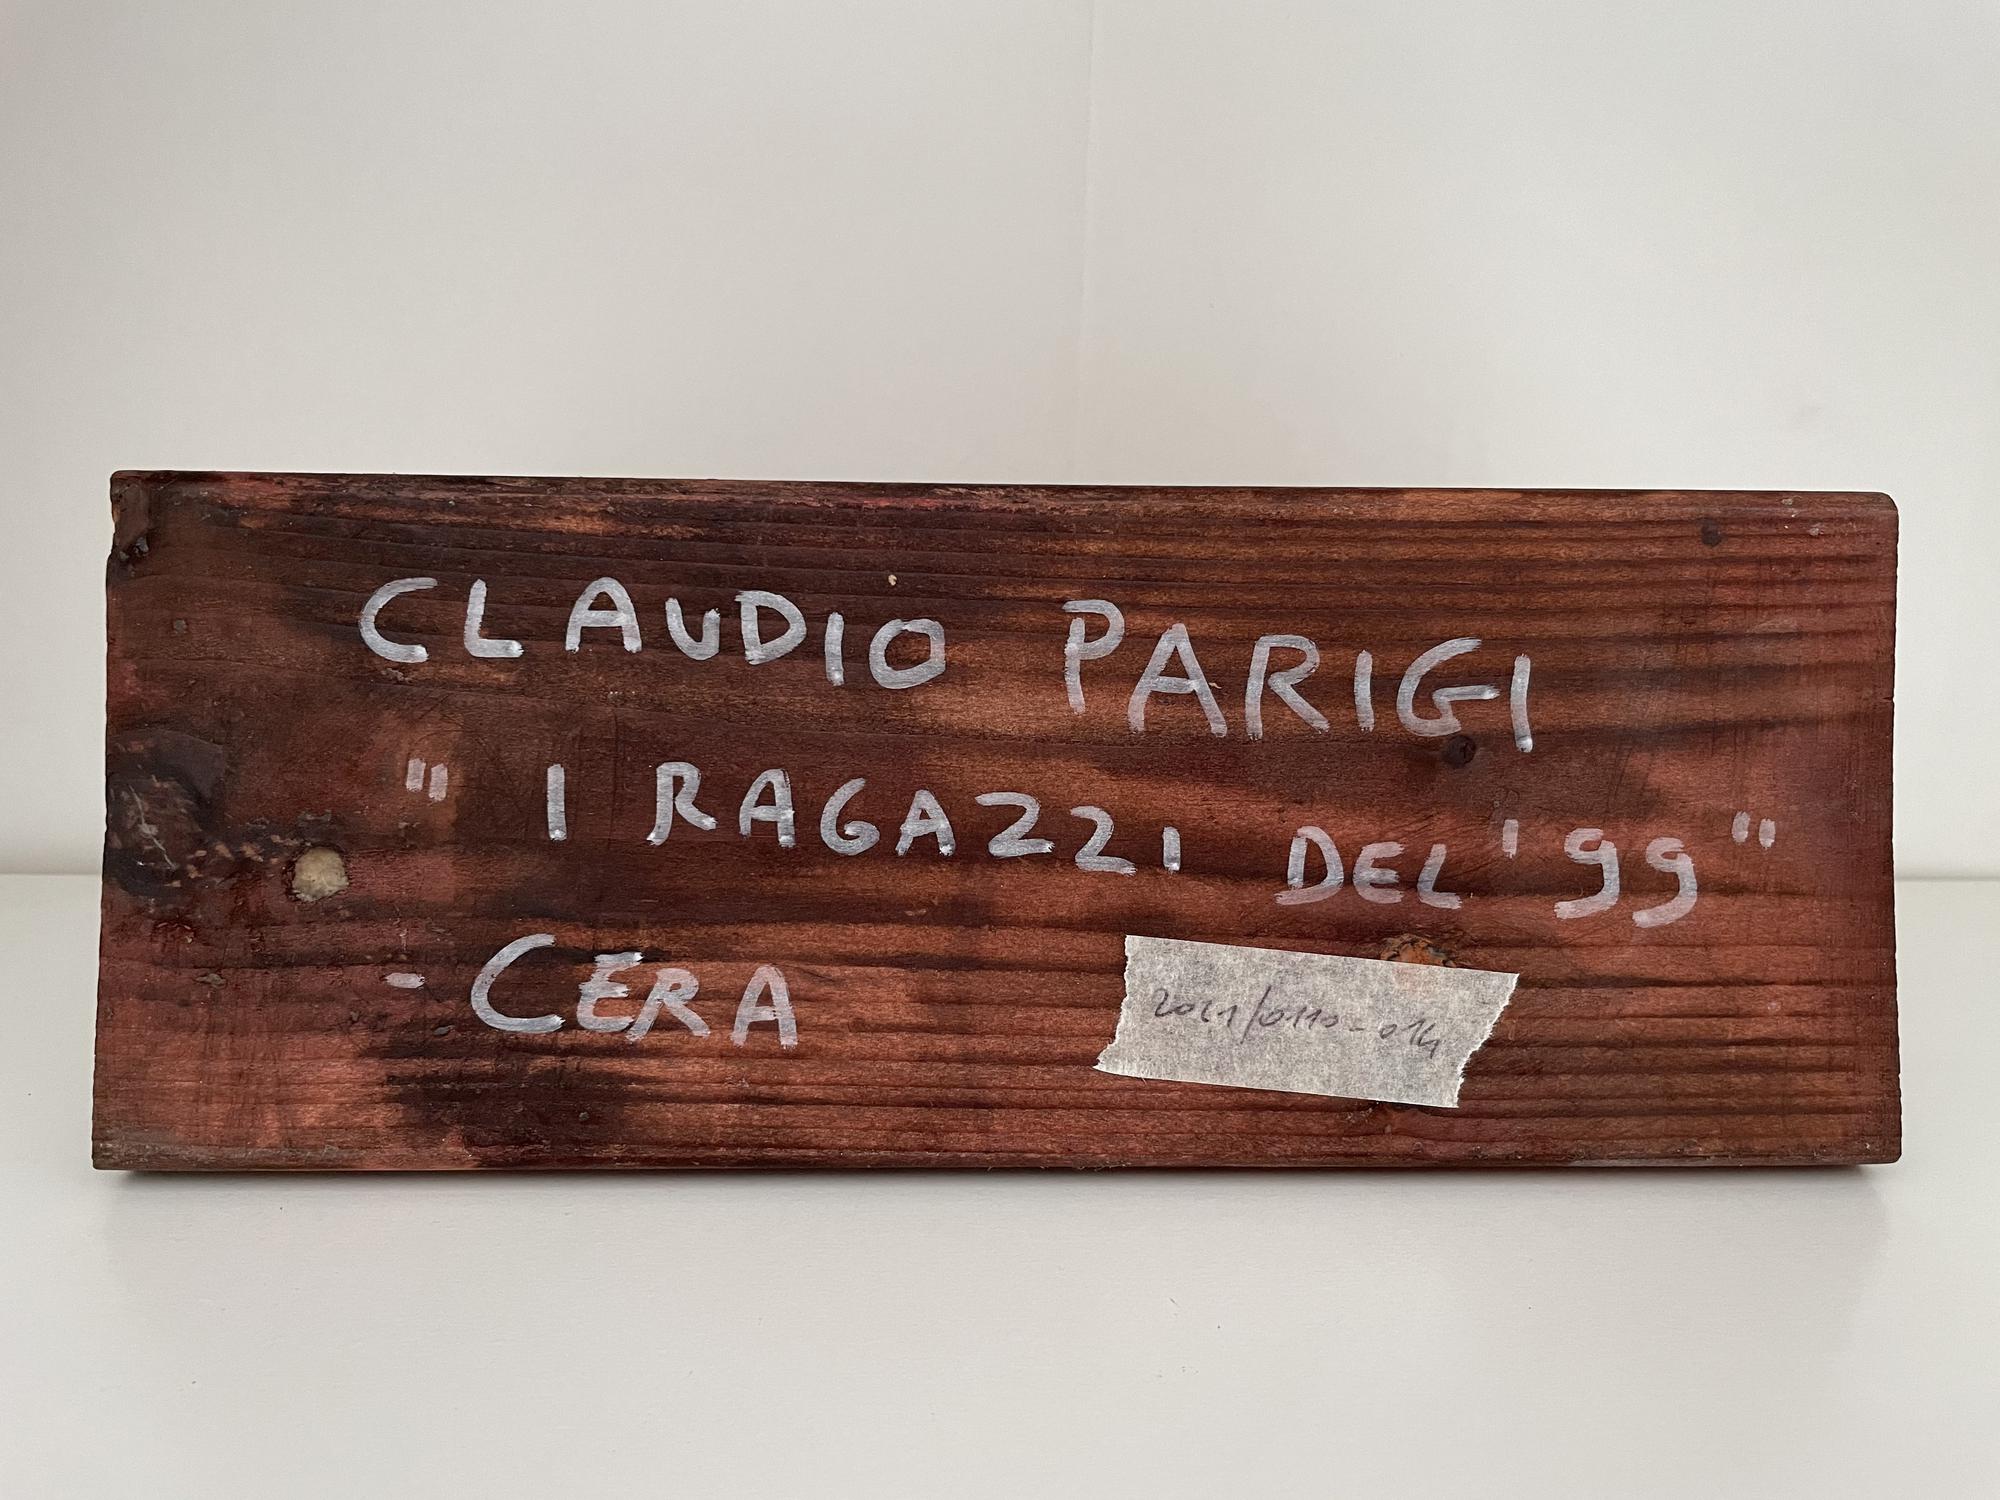 CLAUDIO PARIGI
" I RAGAZZI DEL '99 "
- CERA
2021/0110-014